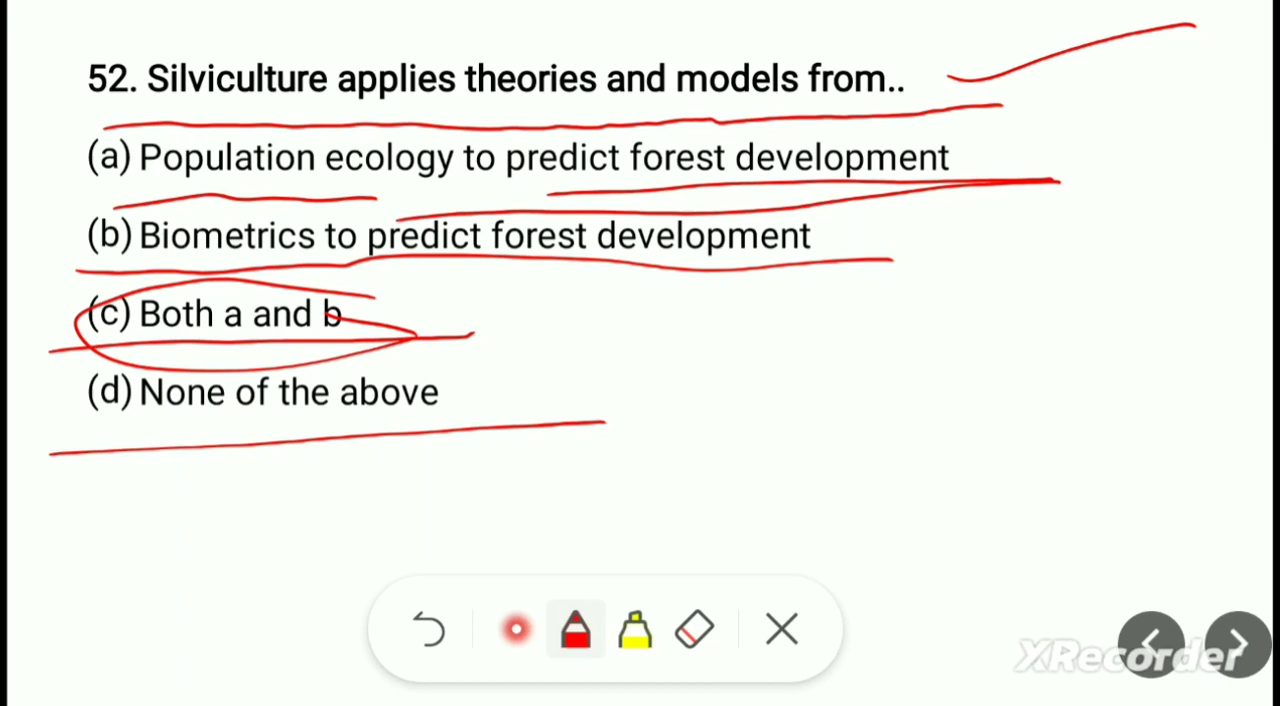 52. Silviculture applies theories and models from..
(a) Population ecology to predict forest development
(b) Biometrics to predict forest development
(c) Both a and b
(d) None of the above
XRecorder